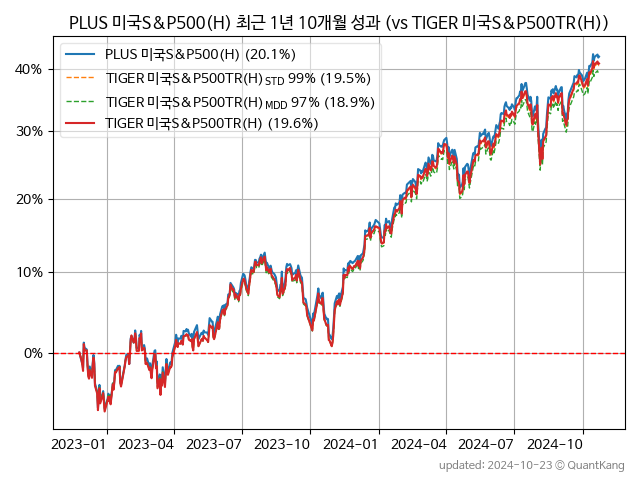 PLUS 미국S&P500(H) 최근 1년 10개월 성과 (vs TIGER 미국S&P500TR(H))
PLUS 미국S&P500(H) (20.1%)
TIGER 미국S&P500TR(H) STD 99% (19.5%)
TIGER 미국S&P500TR(H) MDD 97% (18.9%)
TIGER 미국S&P500TR(H) (19.6%)
40%
30%
20%
10%
0%
2023-01 2023-04 2023-07 2023-10 2024-01 2024-04 2024-07 2024-10
updated: 2024-10-23 © QuantKang